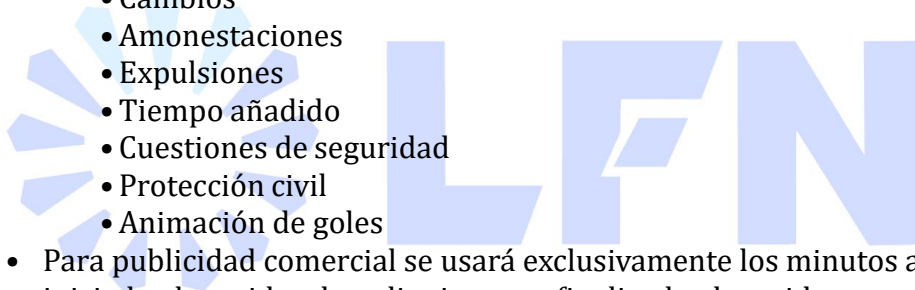 • Cambios
• Amonestaciones
• Expulsiones
• Tiempo añadido
• Cuestiones de seguridad
• Protección civil
• Animación de goles
LFN
• Para publicidad comercial se usará exclusivamente los minutos a